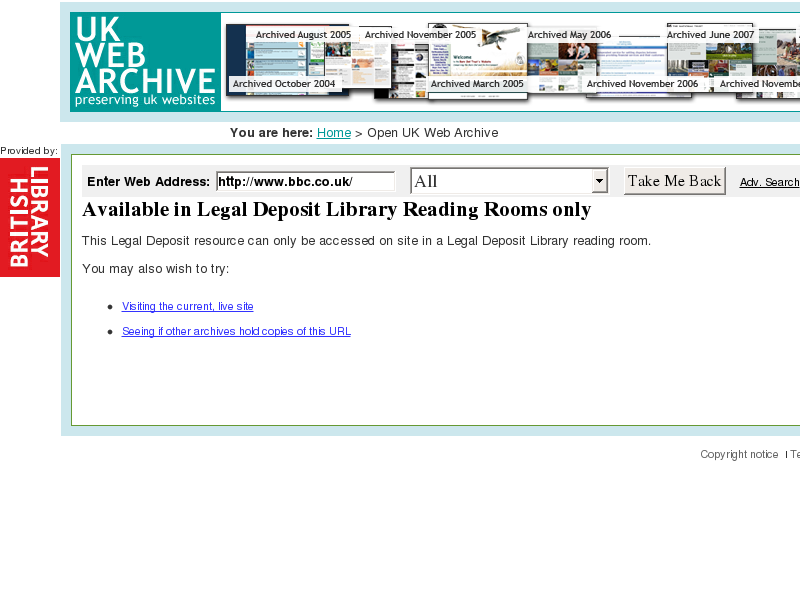 UK
WEB
ARCHIVE
preserving uk websites
Archived August 2005
Archived November 2005
Archived May 2006
Archived June 2007
Archived October 2004
Archived March 2005
Archived November 2006
Archived Novembe
You are here: Home > Open UK Web Archive
Provided by:
BRITISH
LIBRARY
Enter Web Address: http://www.bbc.co.uk/ All Take Me Back Adv. Search
Available in Legal Deposit Library Reading Rooms only
This Legal Deposit resource can only be accessed on site in a Legal Deposit Library reading room.
You may also wish to try:
Visiting the current, live site
Seeing if other archives hold copies of this URL
Copyright notice | Te